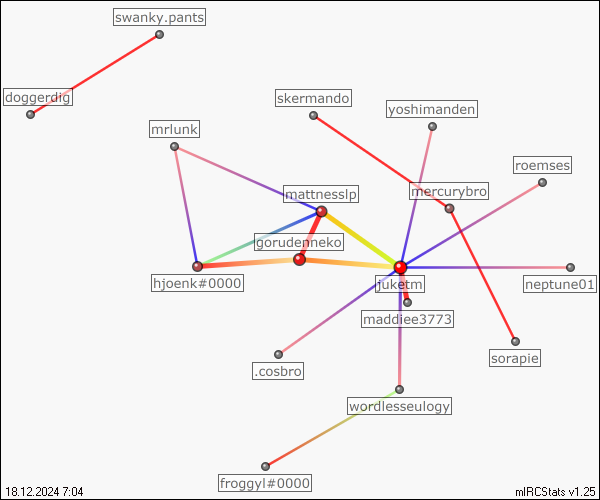 swanky.pants
doggerdig
skermando
yoshimanden
mrlunk
roemses
mattnesslp
mercurybro
gorudenneko
hjoenk#0000
juketm
neptune01
maddiee3773
sorapie
.cosbro
wordlesseulogy
froggyl#0000
18.12.2024 7:04
mIRCStats v1.25